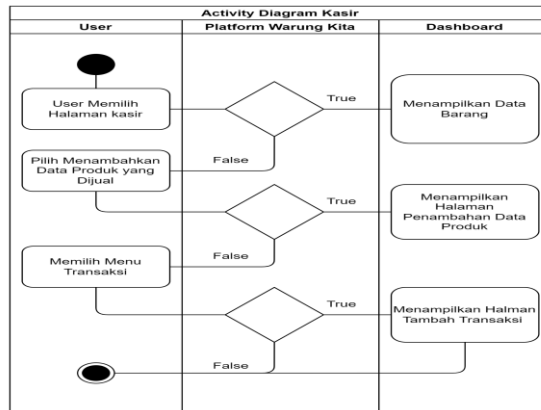 Activity Diagram Kasir
User
Platform Warung Kita
Dashboard
User Memilih
Halaman kasir
True
Menampilkan Data
Barang
False
Pilih Menambahkan
Data Produk yang
Dijual
True
Menampilkan
Halaman
Penambahan Data
Produk
False
Memilih Menu
Transaksi
True
Menampilkan Halman
Tambah Transaksi
False